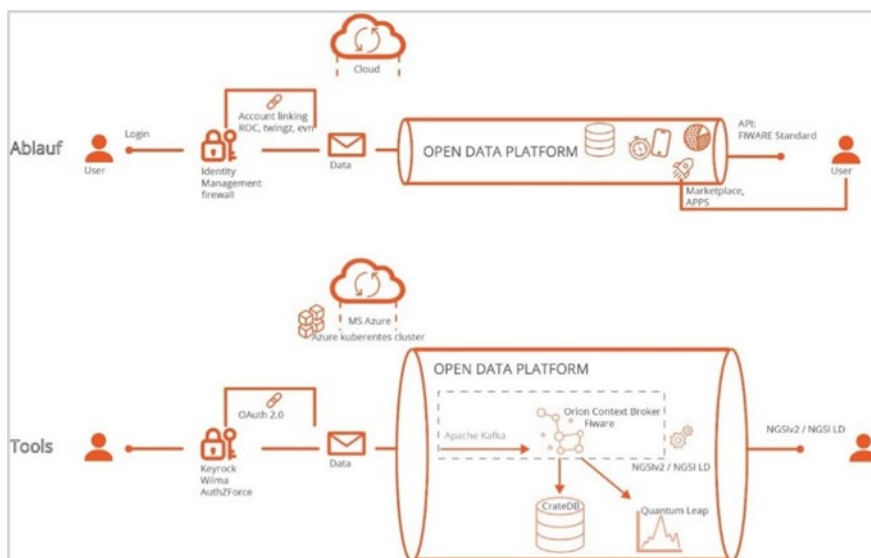 Cloud
Account linking
ROC, twingz, evn
Ablauf
Login
User
Identity
Management
firewall
Data
OPEN DATA PLATFORM
API:
FIWARE Standard
User
Marketplace,
APPS
MS Azure
Azure kuberentes cluster
OPEN DATA PLATFORM
OAuth 2.0
Orion Context Broker
Fiware
Tools
Apache Kafka
NGSIv2 / NGSI LD
NGSIv2 / NGSI LD
Keyrock
Wilma
AuthZForce
Data
CrateDB
Quantum Leap